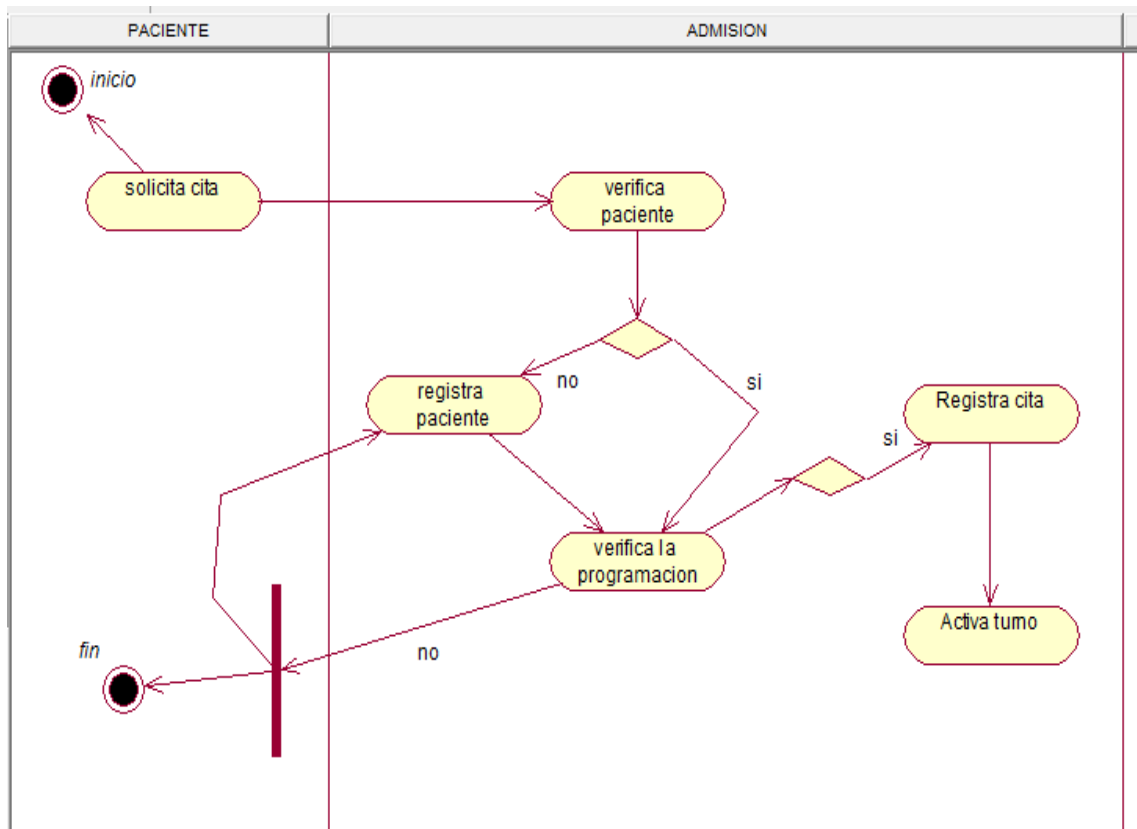 PACIENTE
ADMISION
inicio
solicita cita
verifica
paciente
no
si
registra
paciente
Registra cita
si
verifica la
programacion
Activa turno
fin
no